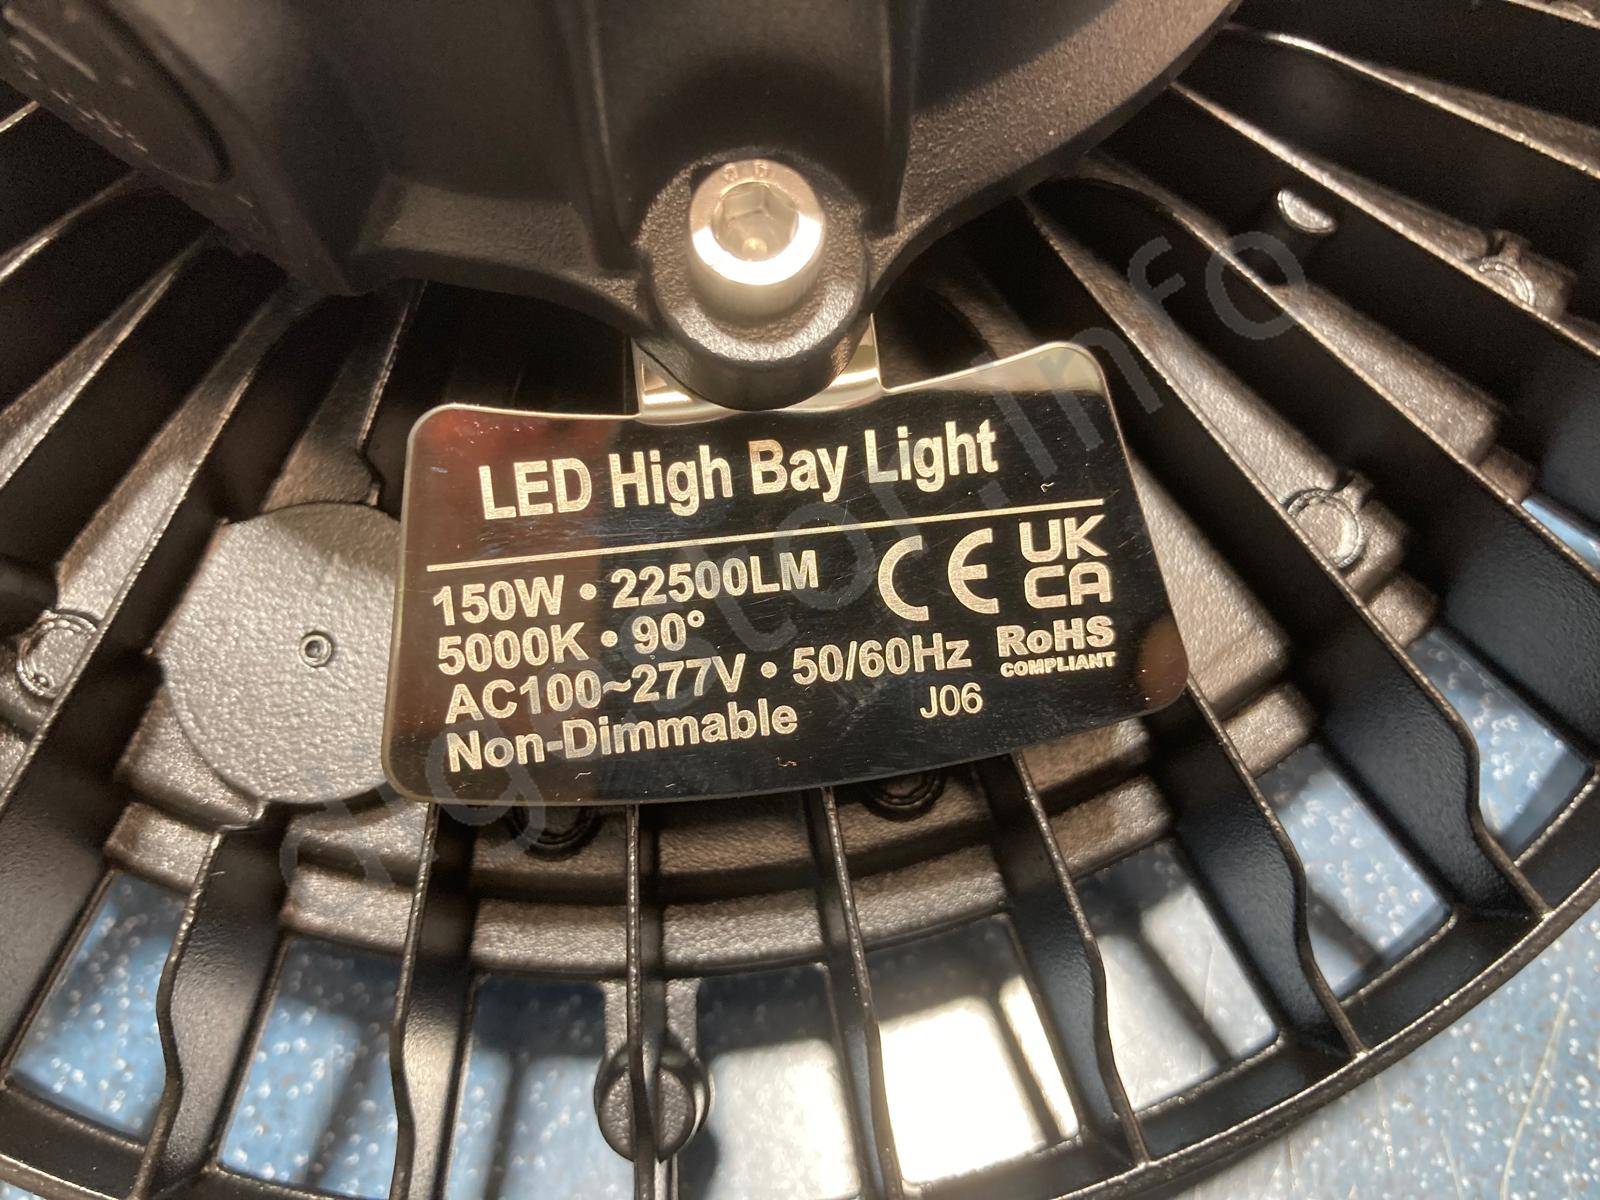 LED High Bay Light
150W • 22500LM
5000K • 90°
AC100~277V • 50/60Hz
Non-Dimmable
CE
UK
CA
RoHS
COMPLIANT
J06